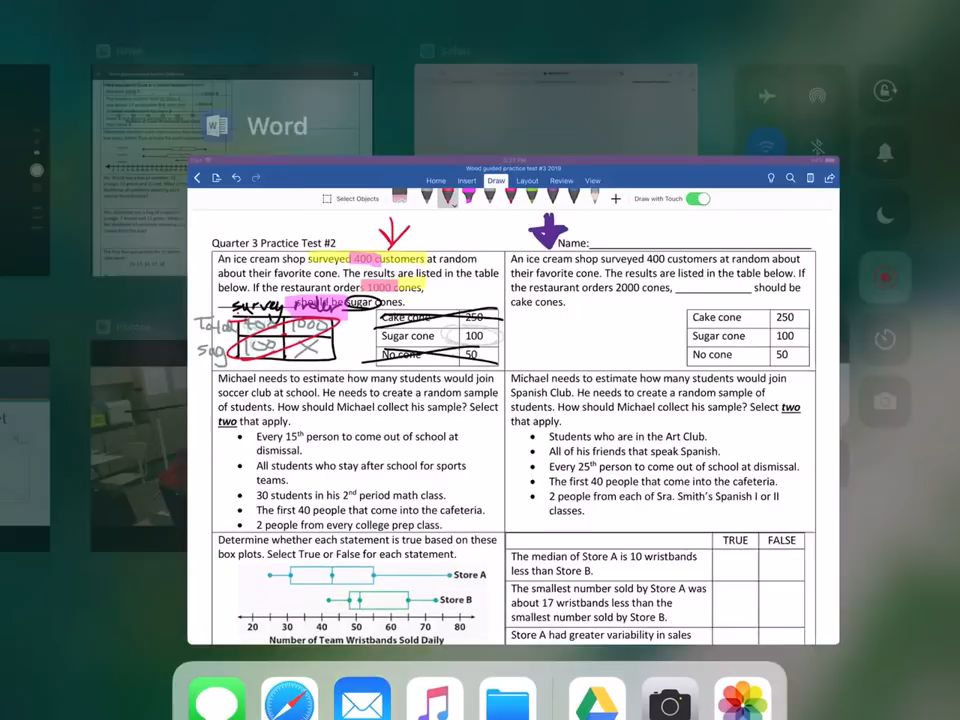 Word
Wood guided practice test #3 2019
Home Insert Draw Layout Review View
Select Objects
Draw with Touch
Quarter 3 Practice Test #2
Name:
An ice cream shop surveyed 400 customers at random
about their favorite cone. The results are listed in the table
below. If the restaurant orders 1000 cones,
should be sugar cones.
survey
Total 400 1000
Sug 100 X
Cake cone 250
Sugar cone 100
No cone 50
An ice cream shop surveyed 400 customers at random
about their favorite cone. The results are listed in the table below. If
the restaurant orders 2000 cones, ______________ should be
cake cones.
Cake cone 250
Sugar cone 100
No cone 50
Michael needs to estimate how many students would join
soccer club at school. He needs to create a random sample
of students. How should Michael collect his sample? Select
two that apply.
• Every 15th person to come out of school at
dismissal.
• All students who stay after school for sports
teams.
• 30 students in his 2nd period math class.
• The first 40 people that come into the cafeteria.
• 2 people from every college prep class.
Michael needs to estimate how many students would join
Spanish Club. He needs to create a random sample of
students. How should Michael collect his sample? Select two
that apply.
• Students who are in the Art Club.
• All of his friends that speak Spanish.
• Every 25th person to come out of school at dismissal.
• The first 40 people that come into the cafeteria.
• 2 people from each of Sra. Smith's Spanish I or II
classes.
Determine whether each statement is true based on these
box plots. Select True or False for each statement.
Store A
Store B
20 30 40 50 60 70 80
Number of Team Wristbands Sold Daily
TRUE FALSE
The median of Store A is 10 wristbands
less than Store B.
The smallest number sold by Store A was
about 17 wristbands less than the
smallest number sold by Store B.
Store A had greater variability in sales